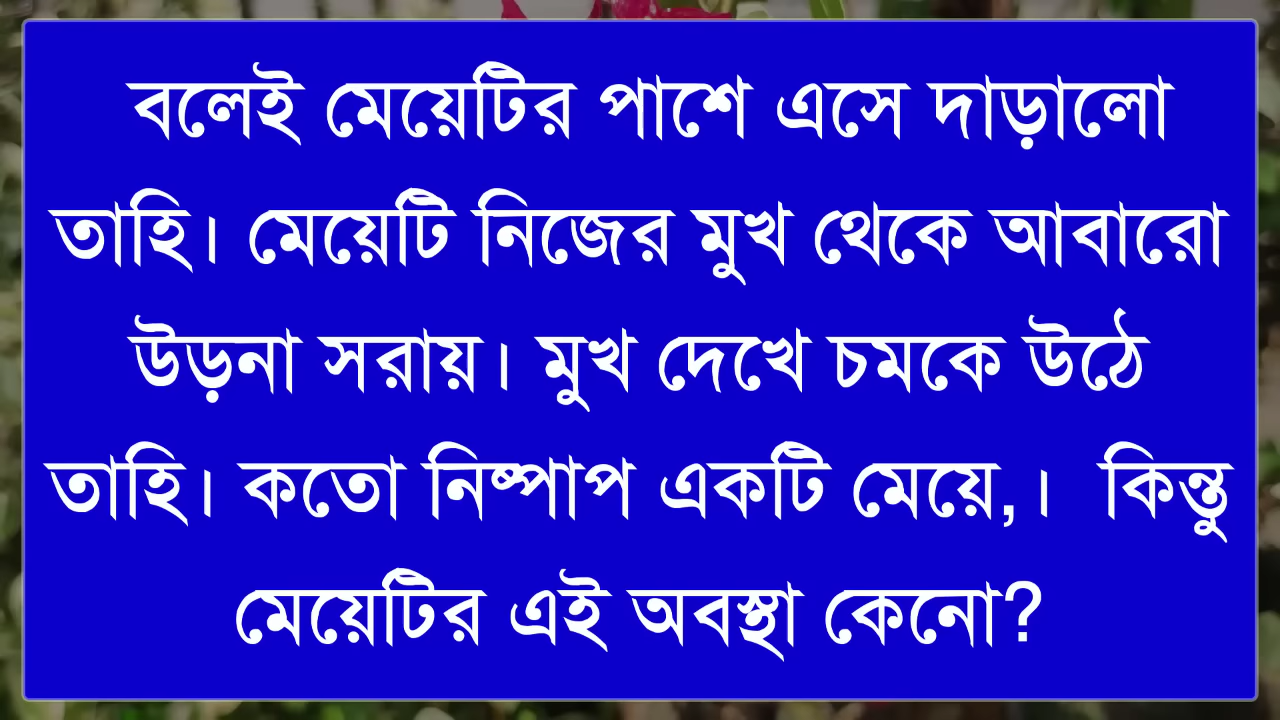 বলেই মেয়েটির পাশে এসে দাড়ালো
তাহি। মেয়েটি নিজের মুখ থেকে আবারো
উড়না সরায়। মুখ দেখে চমকে উঠে
তাহি। কতো নিষ্পাপ একটি মেয়ে,। কিন্তু
মেয়েটির এই অবস্থা কেনো?